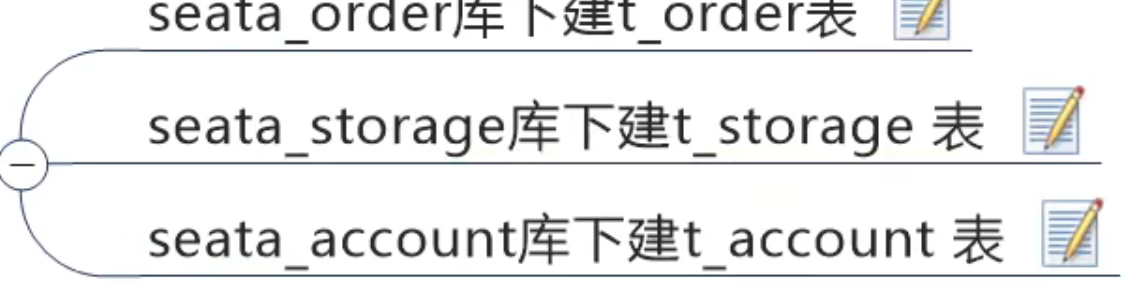 seata_order库下建t_order表
seata_storage库下建t_storage 表
seata_account库下建t_account 表